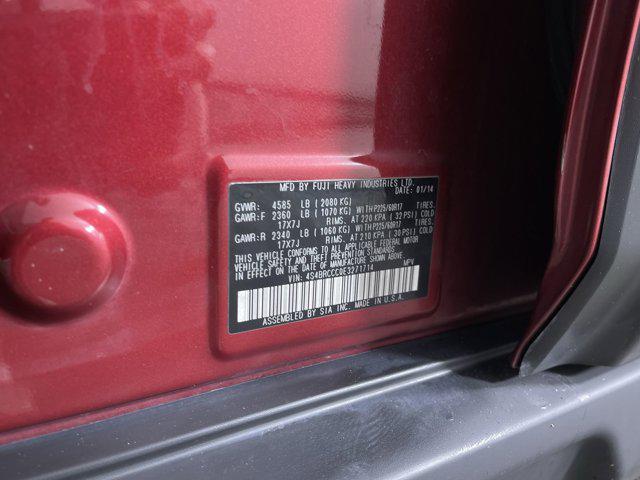 MFD BY FUJI HEAVY INDUSTRIES LTD.
DATE: 01/14
GVWR: 4585 LB ( 2080 KG)
GAWR:F 2360 LB ( 1070 KG) WITH P225/60R17 TIRES.
17X7J RIMS. AT 220 KPA ( 32 PSI) COLD
GAWR:R 2340 LB ( 1060 KG) WITH P225/60R17 TIRES.
17X7J RIMS. AT 210 KPA ( 30 PSI) COLD
THIS VEHICLE CONFORMS TO ALL APPLICABLE FEDERAL MOTOR
VEHICLE SAFETY, BUMPER, AND THEFT PREVENTION STANDARDS
IN EFFECT ON THE DATE OF MANUFACTURE SHOWN ABOVE.
VIN: 4S4BRCCC0E3271714 MPV
ASSEMBLED BY SIA INC. MADE IN U.S.A.